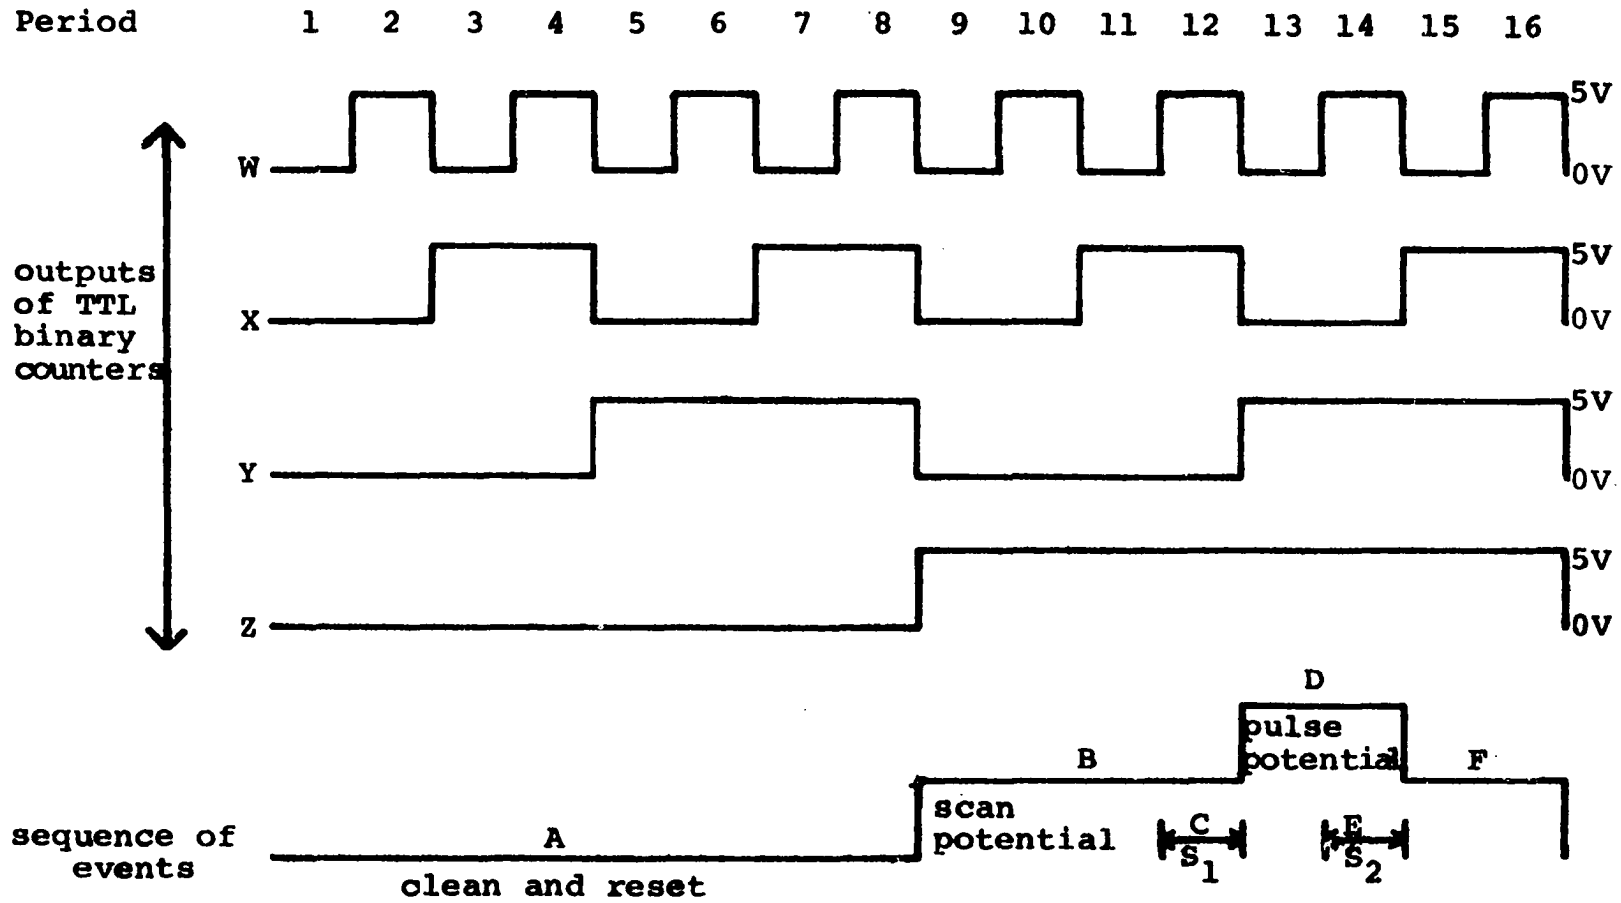 Period 1 2 3 4 5 6 7 8 9 10 11 12 13 14 15 16
5V
W 0V
5V
outputs
of TTL
binary
counters
X 0V
5V
Y 0V
5V
Z 0V
D
pulse
potential
B F
scan
potential
C E
S1 S2
sequence of
events
A
clean and reset